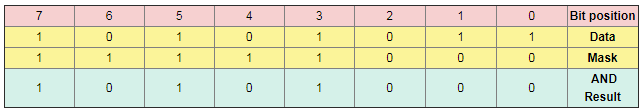 7 6 5 4 3 2 1 0 Bit position
1 0 1 0 1 0 1 1 Data
1 1 1 1 1 0 0 0 Mask
1 0 1 0 1 0 0 0 AND
Result